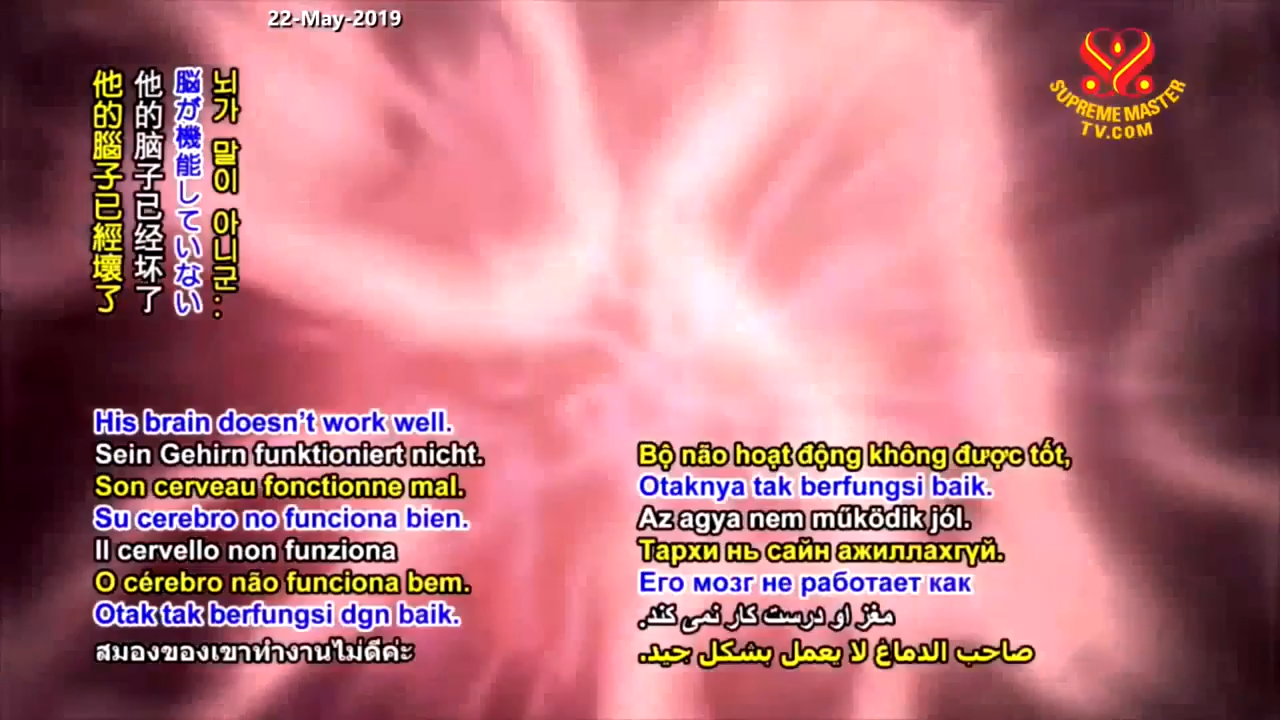 22-May-2019
SUPREME MASTER
TV.COM
뇌가 말이 아니군..
脳が機能していない
他的脑子已经坏了
他的腦子已經壞了
His brain doesn't work well.
Sein Gehirn funktioniert nicht.
Son cerveau fonctionne mal.
Su cerebro no funciona bien.
Il cervello non funziona
O cérebro não funciona bem.
Otak tak berfungsi dgn baik.
สมองของเขาทำงานไม่ดีค่ะ
Bộ não hoạt động không được tốt,
Otaknya tak berfungsi baik.
Az agya nem működik jól.
Тархи нь сайн ажиллахгүй.
Его мозг не работает как
مغز او درست کار نمی کند.
صاحب الدماغ لا يعمل بشكل جيد.